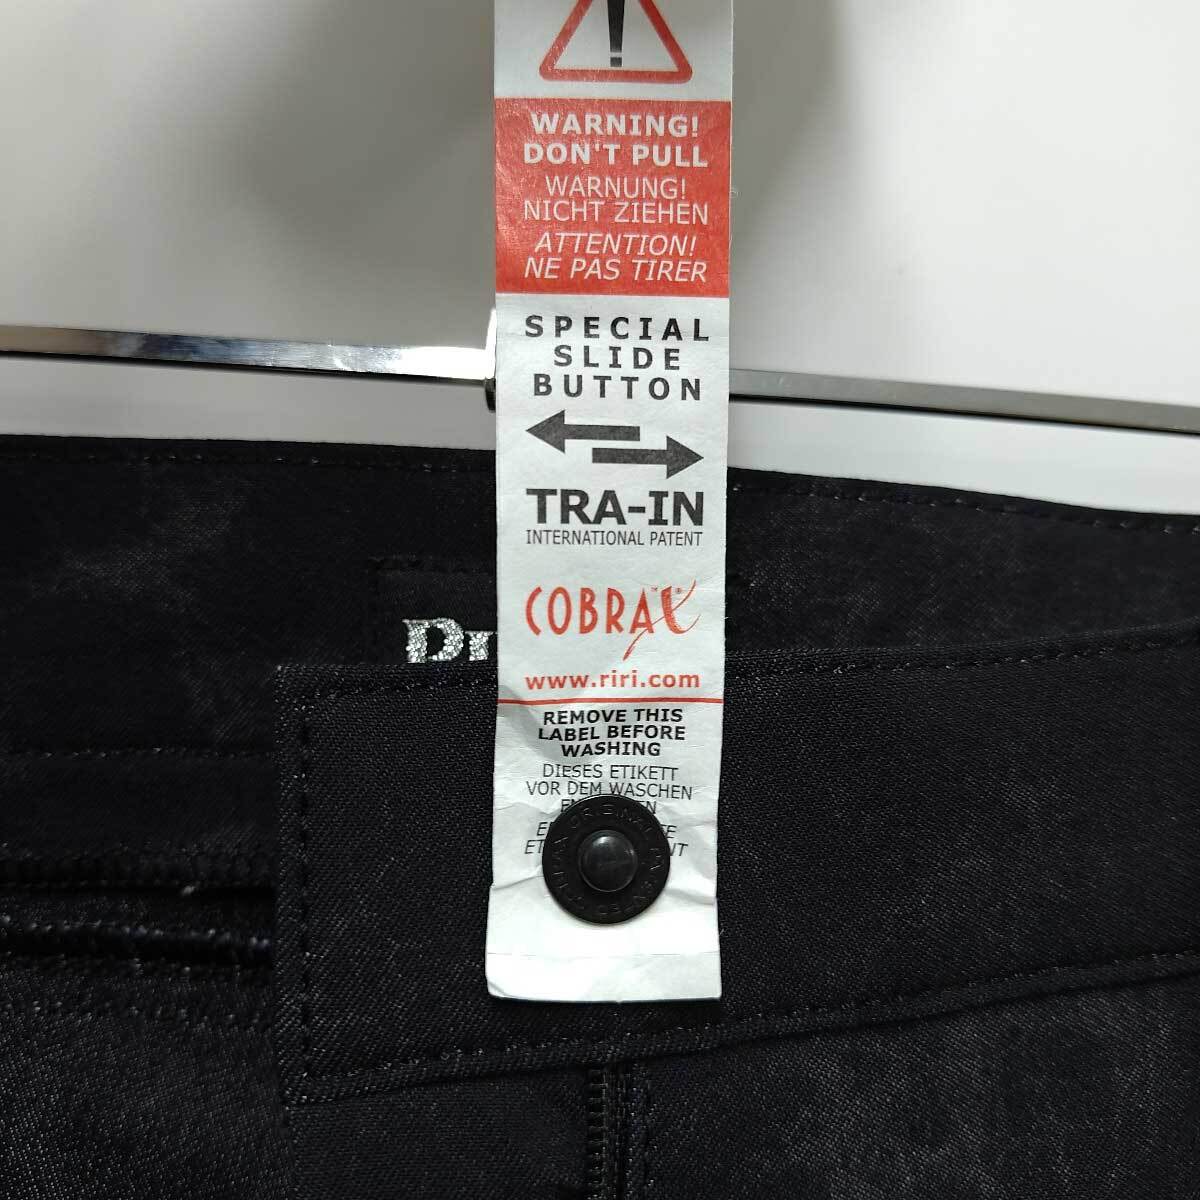 !
WARNING!
DON'T PULL
WARNUNG!
NICHT ZIEHEN
ATTENTION!
NE PAS TIRER
SPECIAL
SLIDE
BUTTON
TRA-IN
INTERNATIONAL PATENT
COBRAX
www.riri.com
REMOVE THIS
LABEL BEFORE
WASHING
DIESES ETIKETT
VOR DEM WASCHEN
ORIGINAL